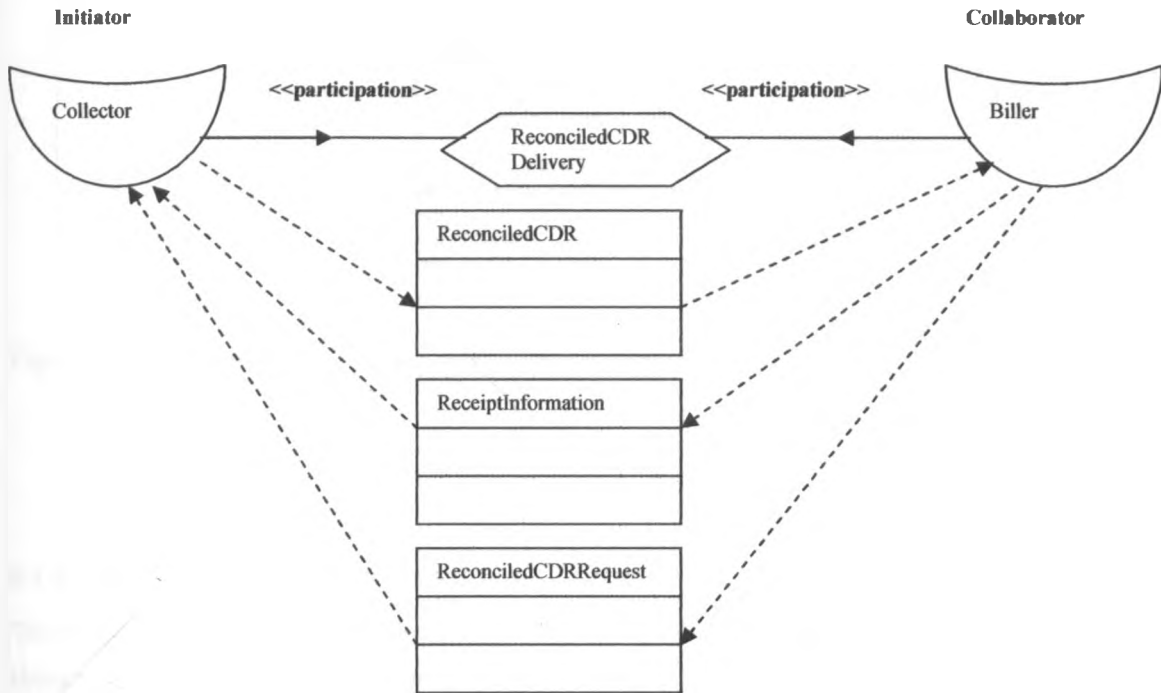 Initiator
Collaborator
<<participation>>
<<participation>>
Collector
Biller
ReconciledCDR
Delivery
ReconciledCDR
ReceiptInformation
ReconciledCDRRequest